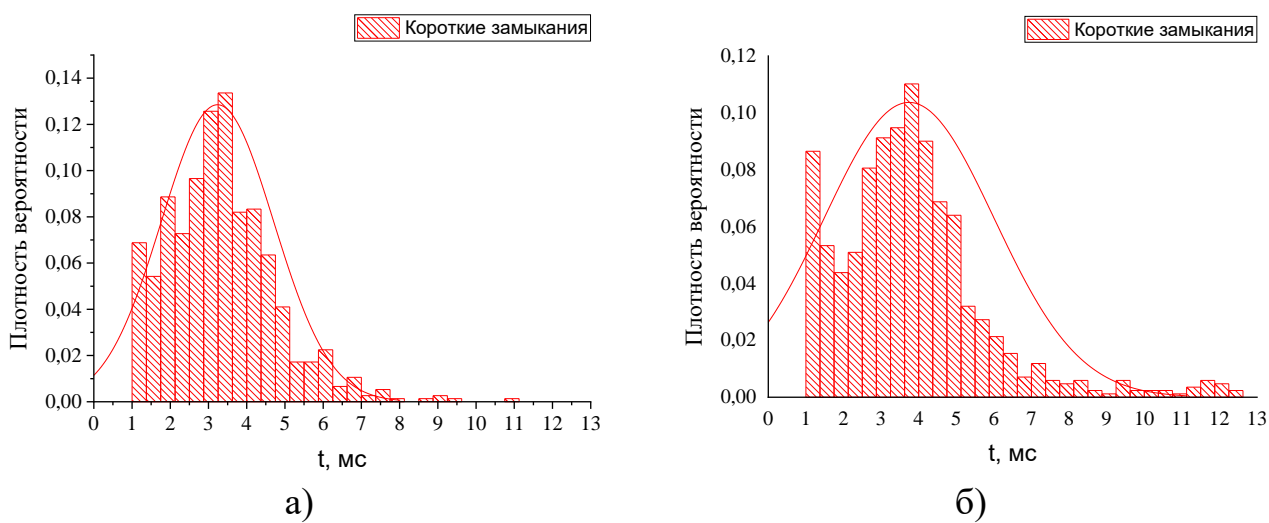 Короткие замыкания
Плотность вероятности
0,14
0,12
0,10
0,08
0,06
0,04
0,02
0,00
0 1 2 3 4 5 6 7 8 9 10 11 12 13
t, мс
а)
Короткие замыкания
Плотность вероятности
0,12
0,10
0,08
0,06
0,04
0,02
0,00
0 1 2 3 4 5 6 7 8 9 10 11 12 13
t, мс
б)